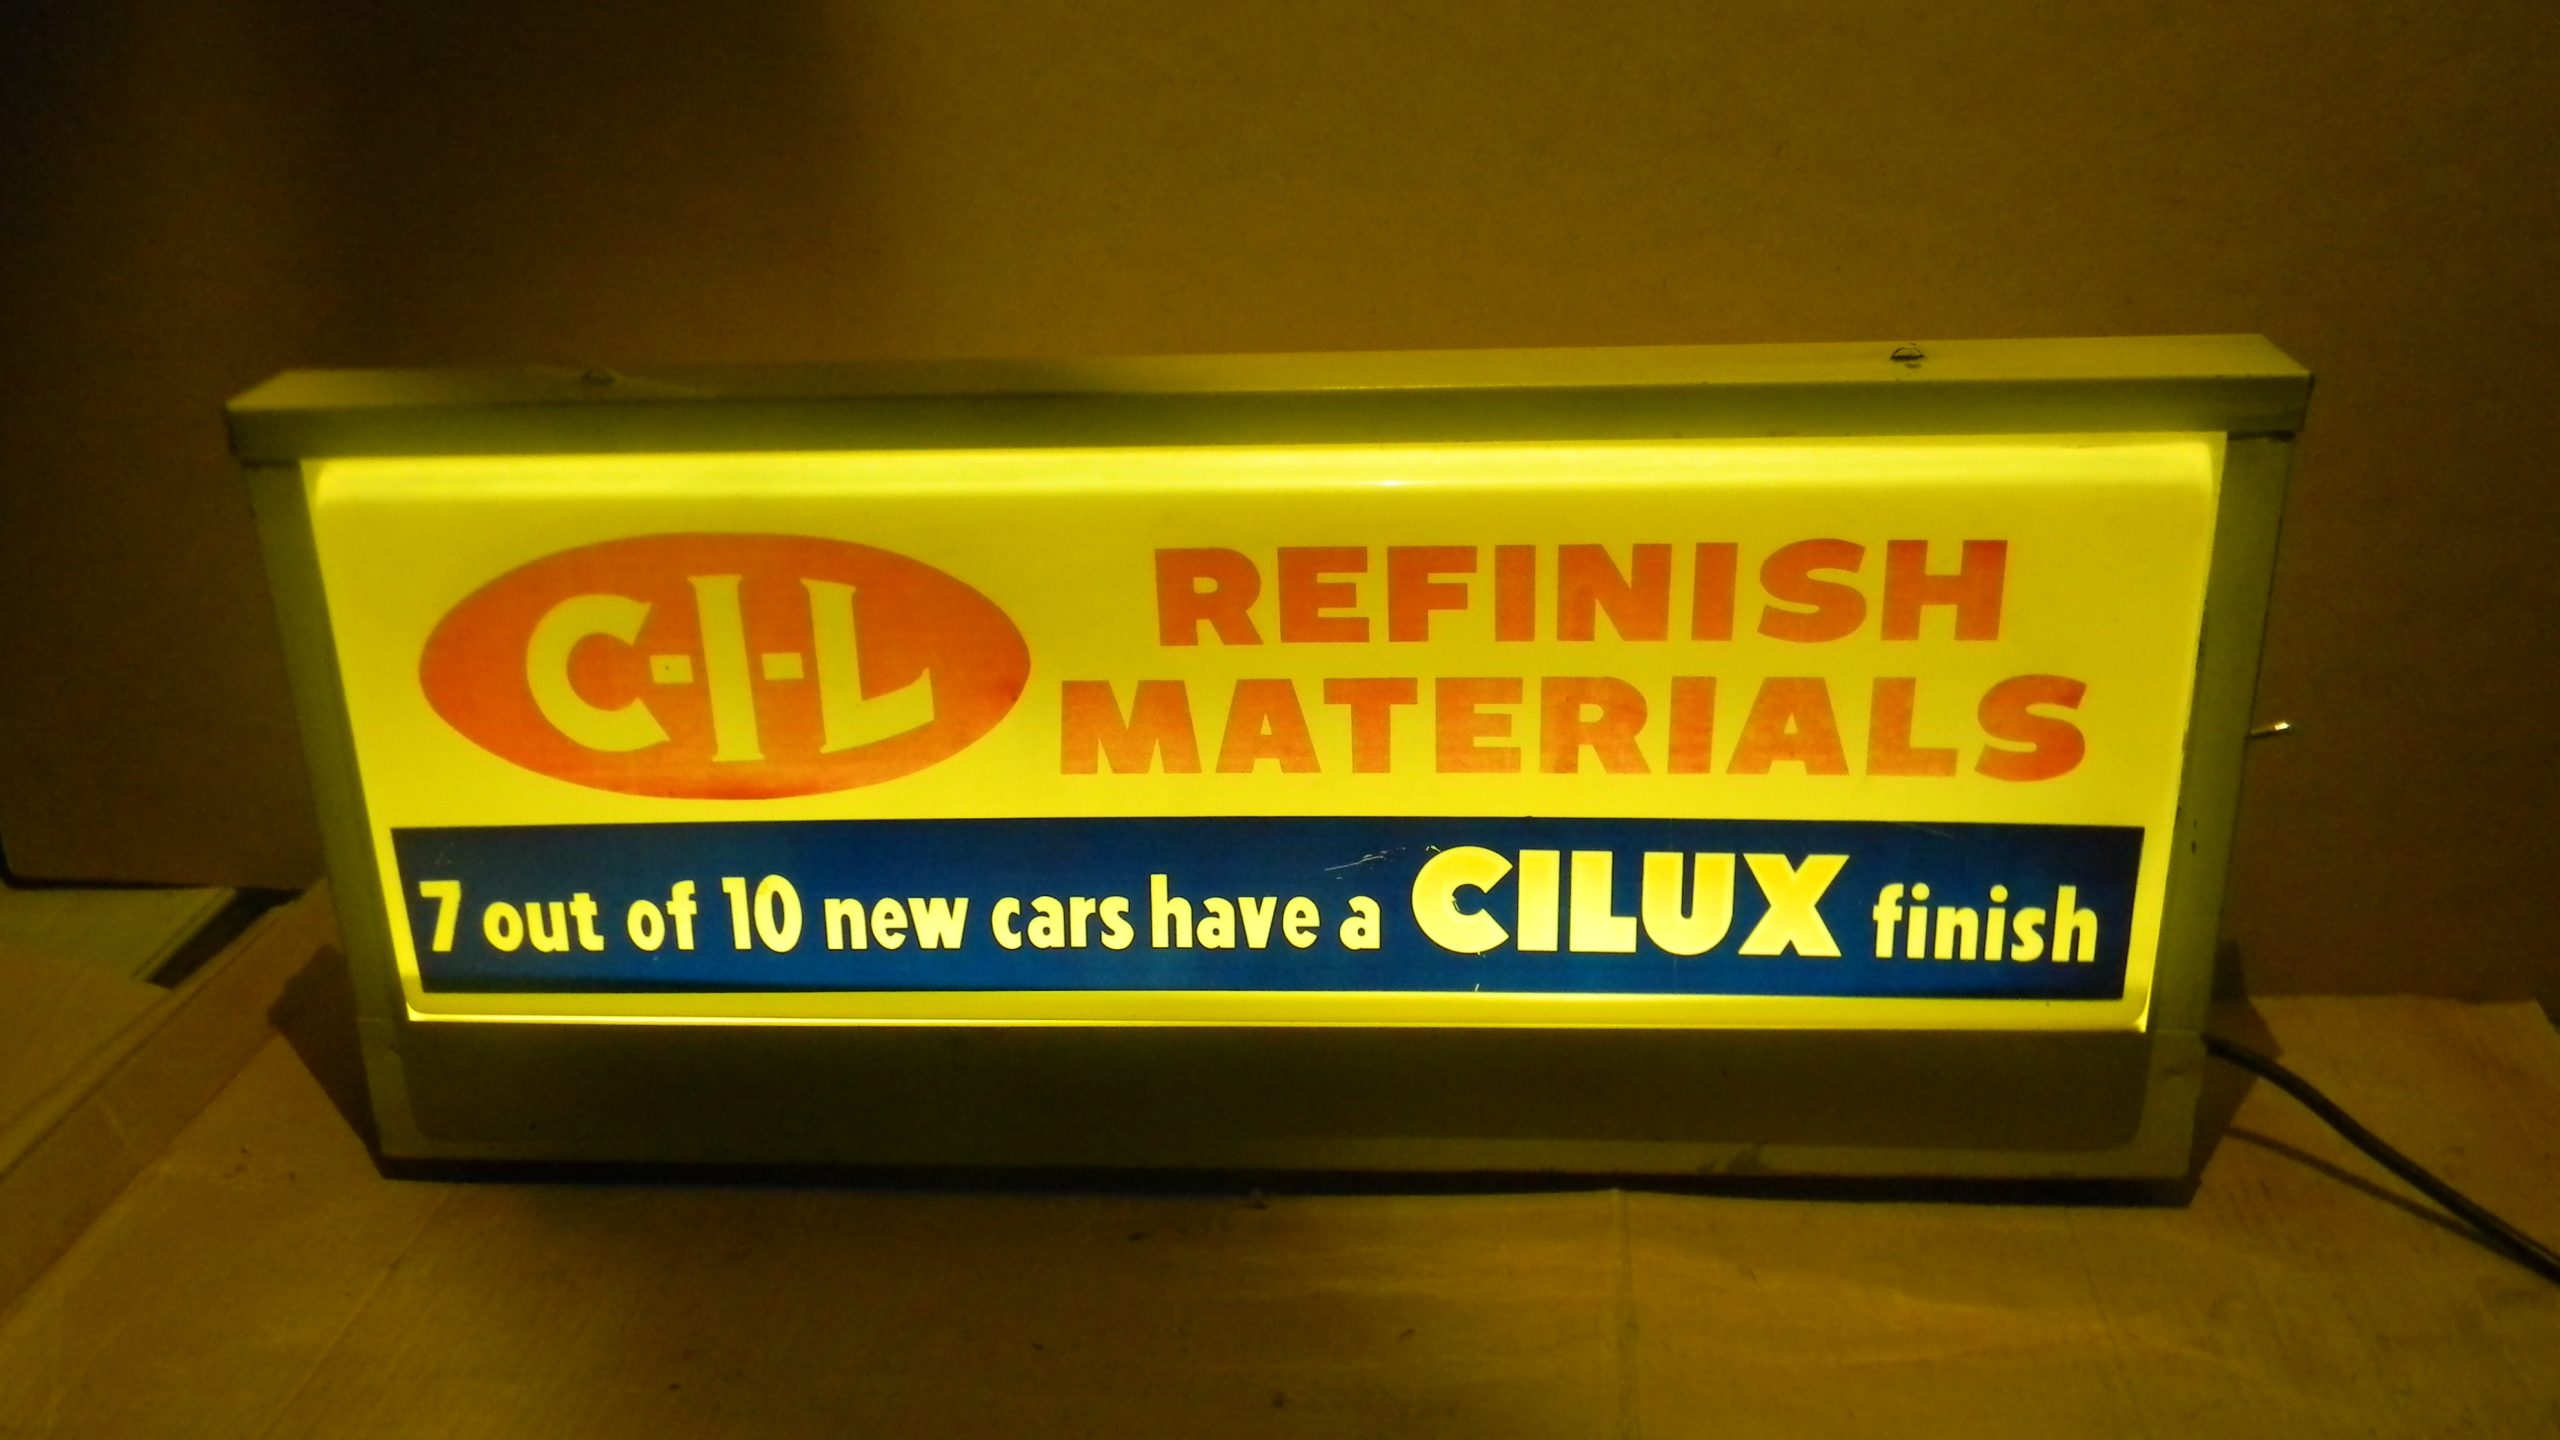 C-I-L
REFINISH
MATERIALS
7 out of 10 new cars have a CILUX finish